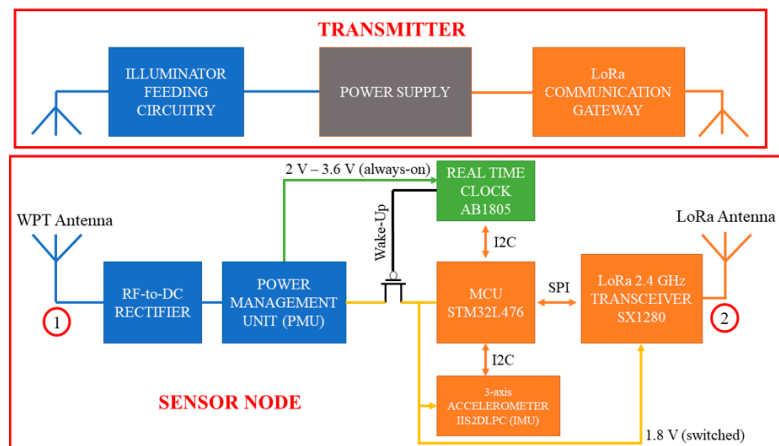 TRANSMITTER
ILLUMINATOR
FEEDING
CIRCUITRY
POWER SUPPLY
LoRa
COMMUNICATION
GATEWAY
2 V – 3.6 V (always-on)
REAL TIME
CLOCK
AB1805
WPT Antenna
Wake-Up
LoRa Antenna
I2C
RF-to-DC
RECTIFIER
POWER
MANAGEMENT
UNIT (PMU)
MCU
STM32L476
SPI
LoRa 2.4 GHz
TRANSCEIVER
SX1280
1
2
I2C
3-axis
ACCELEROMETER
IIS2DLPC (IMU)
SENSOR NODE
1.8 V (switched)